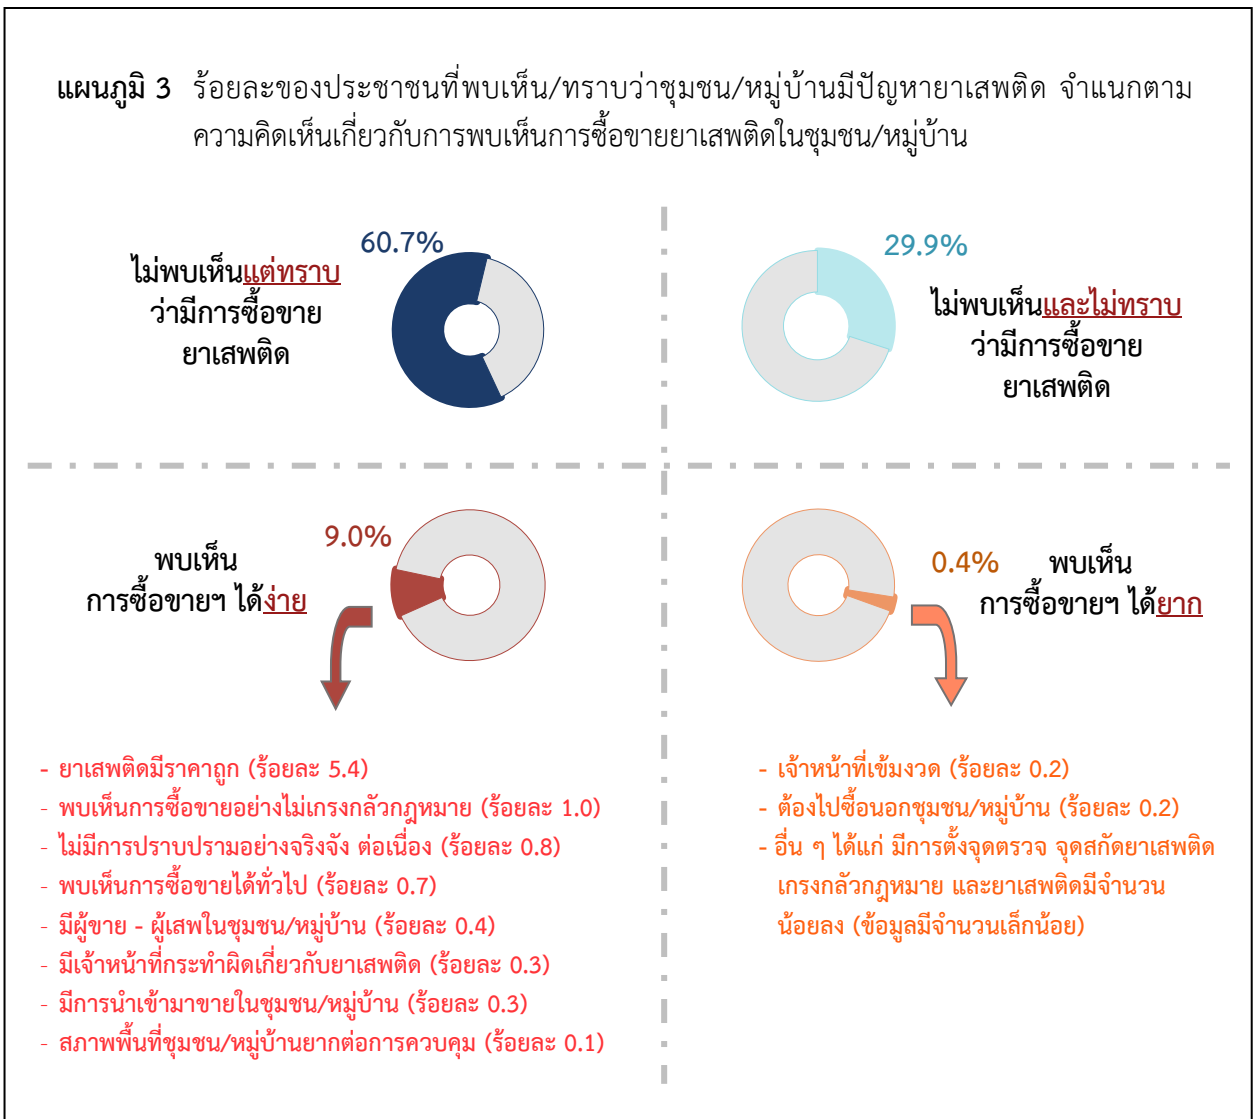 แผนภูมิ 3 ร้อยละของประชาชนที่พบเห็น/ทราบว่าชุมชน/หมู่บ้านมีปัญหายาเสพติด จำแนกตาม
ความคิดเห็นเกี่ยวกับการพบเห็นการซื้อขายยาเสพติดในชุมชน/หมู่บ้าน
60.7%
ไม่พบเห็นแต่ทราบ
ว่ามีการซื้อขาย
ยาเสพติด
29.9%
ไม่พบเห็นและไม่ทราบ
ว่ามีการซื้อขาย
ยาเสพติด
9.0%
พบเห็น
การซื้อขายฯ ได้ง่าย
- ยาเสพติดมีราคาถูก (ร้อยละ 5.4)
- พบเห็นการซื้อขายอย่างไม่เกรงกลัวกฎหมาย (ร้อยละ 1.0)
- ไม่มีการปราบปรามอย่างจริงจัง ต่อเนื่อง (ร้อยละ 0.8)
- พบเห็นการซื้อขายได้ทั่วไป (ร้อยละ 0.7)
- มีผู้ขาย - ผู้เสพในชุมชน/หมู่บ้าน (ร้อยละ 0.4)
- มีเจ้าหน้าที่กระทำผิดเกี่ยวกับยาเสพติด (ร้อยละ 0.3)
- มีการนำเข้ามาขายในชุมชน/หมู่บ้าน (ร้อยละ 0.3)
- สภาพพื้นที่ชุมชน/หมู่บ้านยากต่อการควบคุม (ร้อยละ 0.1)
0.4%
พบเห็น
การซื้อขายฯ ได้ยาก
- เจ้าหน้าที่เข้มงวด (ร้อยละ 0.2)
- ต้องไปซื้อนอกชุมชน/หมู่บ้าน (ร้อยละ 0.2)
- อื่น ๆ ได้แก่ มีการตั้งจุดตรวจ จุดสกัดยาเสพติด
เกรงกลัวกฎหมาย และยาเสพติดมีจำนวน
น้อยลง (ข้อมูลมีจำนวนเล็กน้อย)